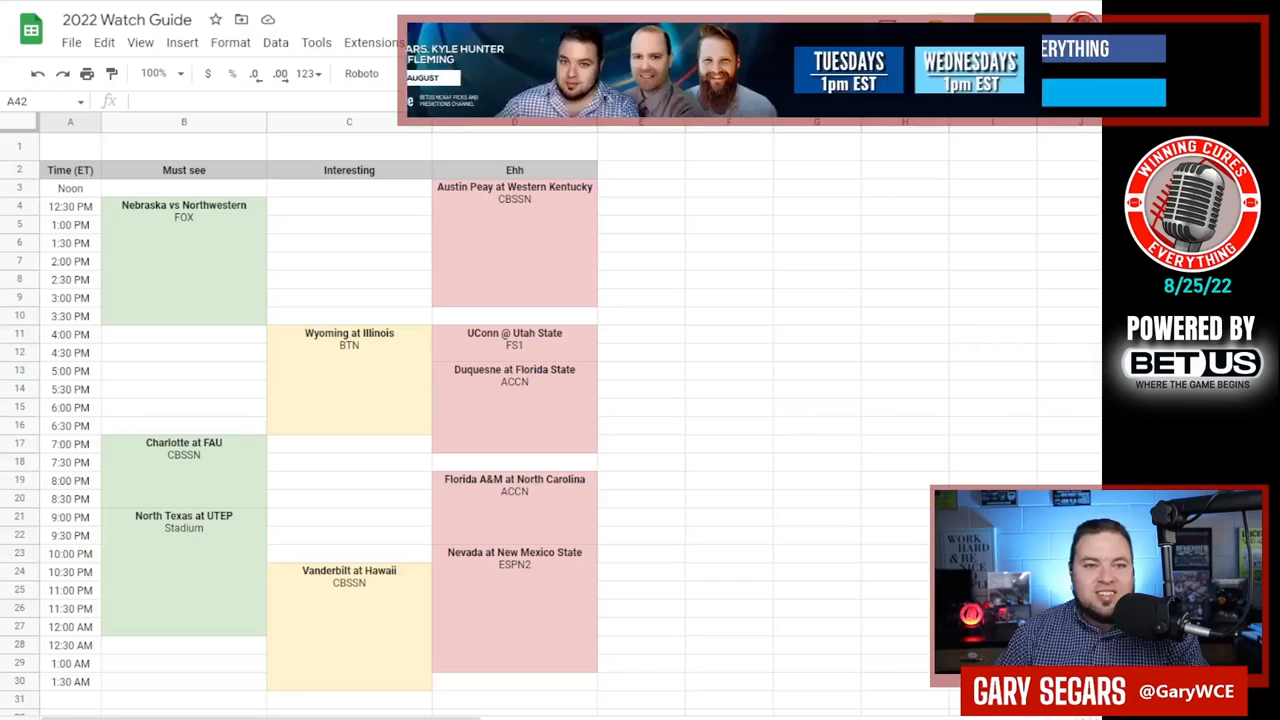 2022 Watch Guide
File Edit View Insert Format Data Tools Extensions
100% $ % .0 .00 123 Roboto
A42 fx
ARS, KYLE HUNTER
FLEMING
AUGUST
BETUS NCAAF PICKS AND
PREDICTIONS CHANNEL
TUESDAYS
1pm EST
WEDNESDAYS
1pm EST
ERYTHING
A B C D E F G H I J
1
2 Time (ET) Must see Interesting Ehh
3 Noon Austin Peay at Western Kentucky
CBSSN
4 12:30 PM Nebraska vs Northwestern
FOX
5 1:00 PM
6 1:30 PM
7 2:00 PM
8 2:30 PM
9 3:00 PM
10 3:30 PM
11 4:00 PM Wyoming at Illinois UConn @ Utah State
BTN FS1
12 4:30 PM
13 5:00 PM Duquesne at Florida State
ACCN
14 5:30 PM
15 6:00 PM
16 6:30 PM
17 7:00 PM Charlotte at FAU
CBSSN
18 7:30 PM
19 8:00 PM Florida A&M at North Carolina
ACCN
20 8:30 PM
21 9:00 PM North Texas at UTEP
Stadium
22 9:30 PM
23 10:00 PM Nevada at New Mexico State
ESPN2
24 10:30 PM Vanderbilt at Hawaii
CBSSN
25 11:00 PM
26 11:30 PM
27 12:00 AM
28 12:30 AM
29 1:00 AM
30 1:30 AM
31
WINNING CURES
EVERYTHING
8/25/22
POWERED BY
BETUS
WHERE THE GAME BEGINS
WORK
HARD &
BE NICE
GARY SEGARS @GaryWCE